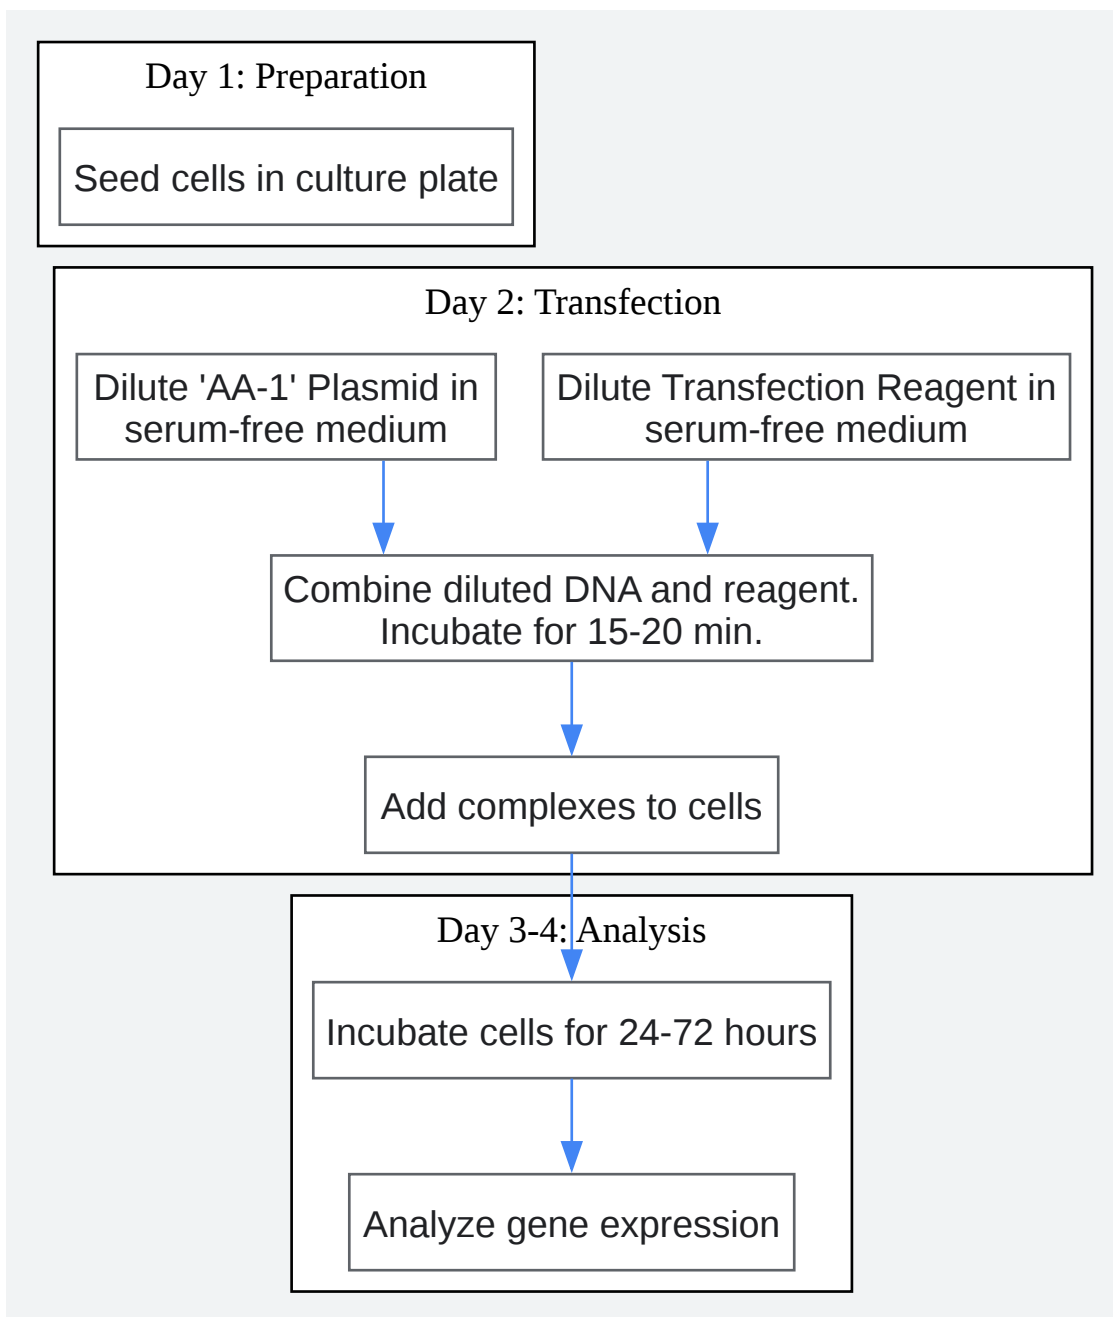 Day 1: Preparation
Seed cells in culture plate
Day 2: Transfection
Dilute 'AA-1' Plasmid in
serum-free medium
Dilute Transfection Reagent in
serum-free medium
Combine diluted DNA and reagent.
Incubate for 15-20 min.
Add complexes to cells
Day 3-4: Analysis
Incubate cells for 24-72 hours
Analyze gene expression